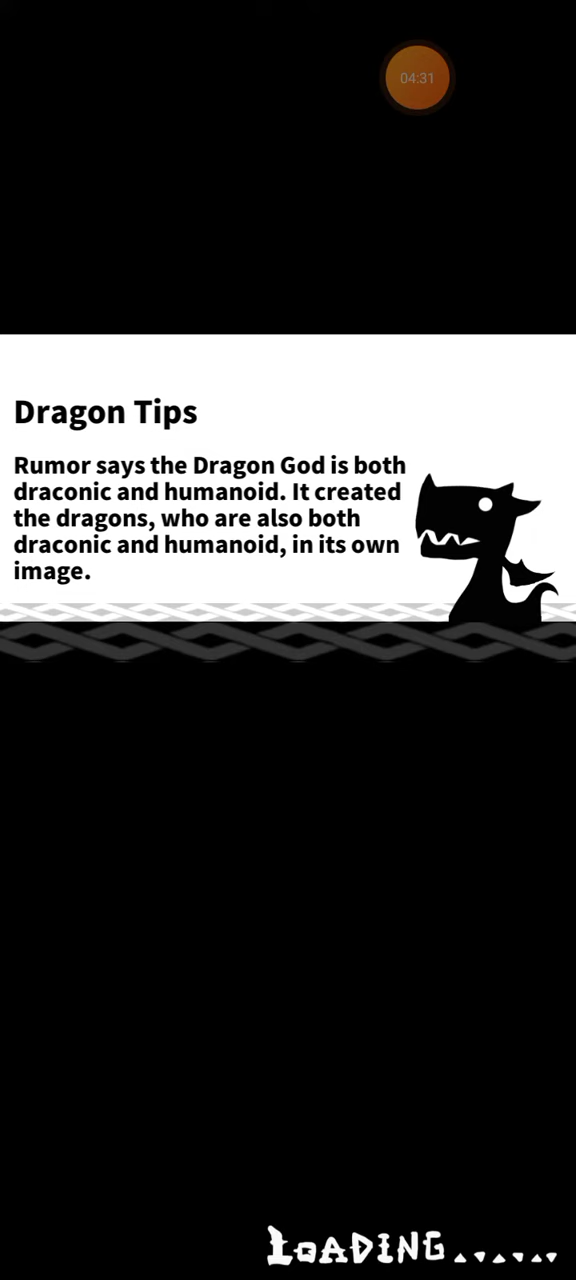 04:31
Dragon Tips
Rumor says the Dragon God is both
draconic and humanoid. It created
the dragons, who are also both
draconic and humanoid, in its own
image.
LOADING......